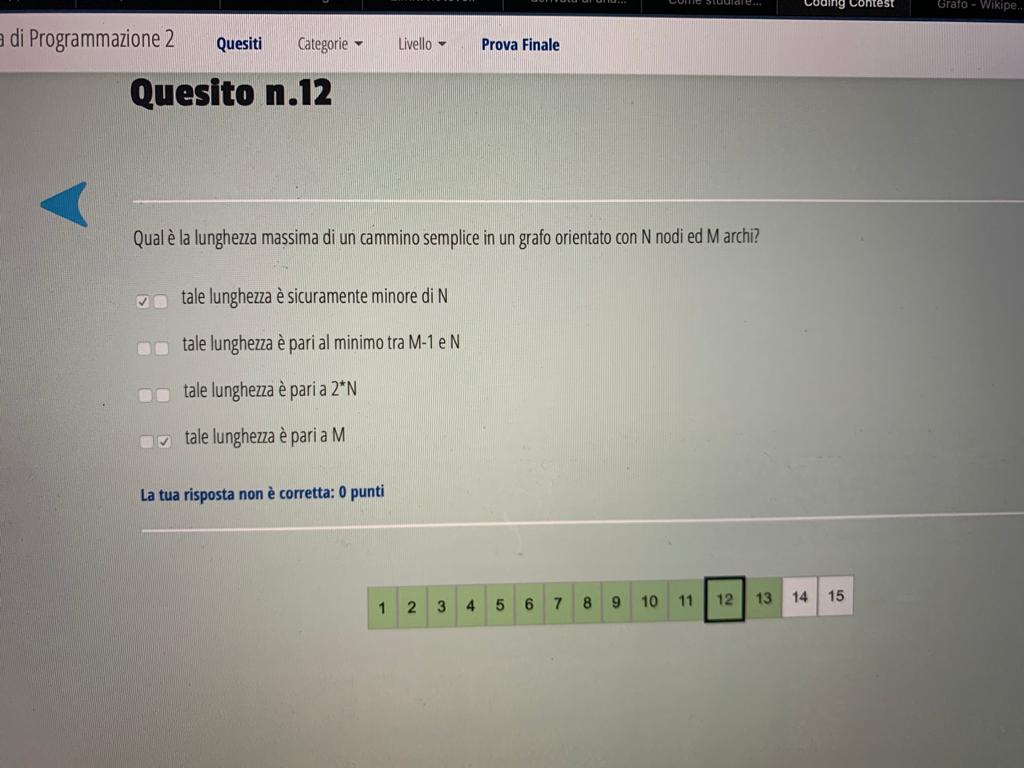 Coding Contest
Grafo - Wikipe...
a di Programmazione 2
Quesiti
Categorie
Livello
Prova Finale
Quesito n.12
Qual è la lunghezza massima di un cammino semplice in un grafo orientato con N nodi ed M archi?
tale lunghezza è sicuramente minore di N
tale lunghezza è pari al minimo tra M-1 e N
tale lunghezza è pari a 2*N
tale lunghezza è pari a M
La tua risposta non è corretta: 0 punti
1 2 3 4 5 6 7 8 9 10 11 12 13 14 15